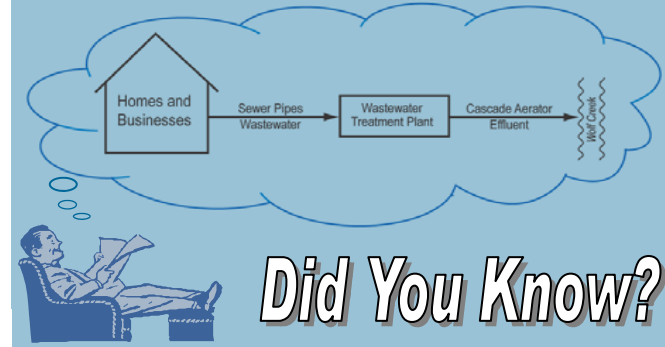 Homes and
Businesses
Sewer Pipes
Wastewater
Wastewater
Treatment Plant
Cascade Aerator
Effluent
Wolf Creek
Did You Know?